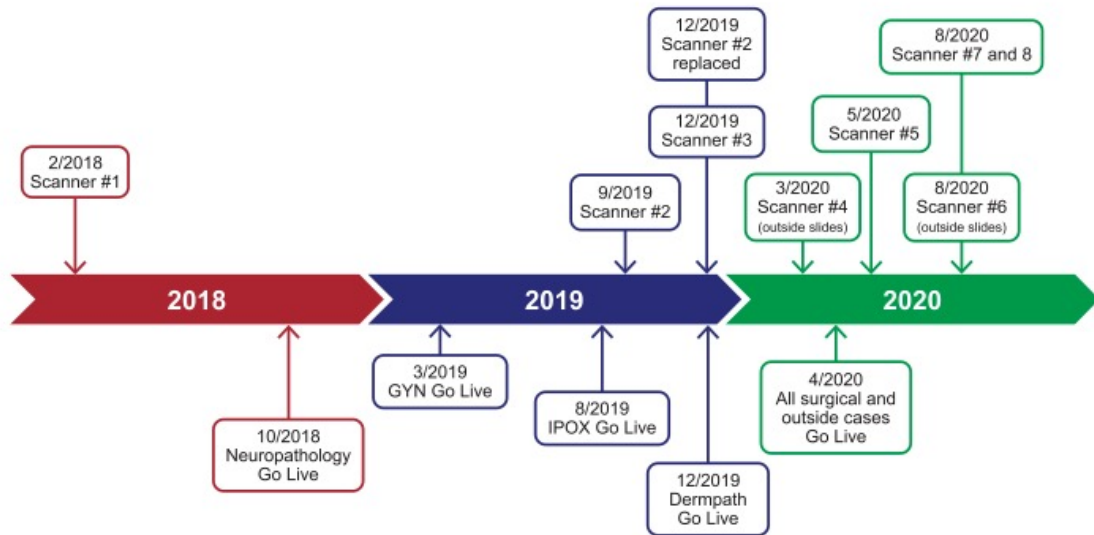 12/2019
Scanner #2
replaced
8/2020
Scanner #7 and 8
12/2019
Scanner #3
5/2020
Scanner #5
2/2018
Scanner #1
9/2019
Scanner #2
3/2020
Scanner #4
(outside slides)
8/2020
Scanner #6
(outside slides)
2018
2019
2020
3/2019
GYN Go Live
8/2019
IPOX Go Live
4/2020
All surgical and
outside cases
Go Live
10/2018
Neuropathology
Go Live
12/2019
Dermpath
Go Live